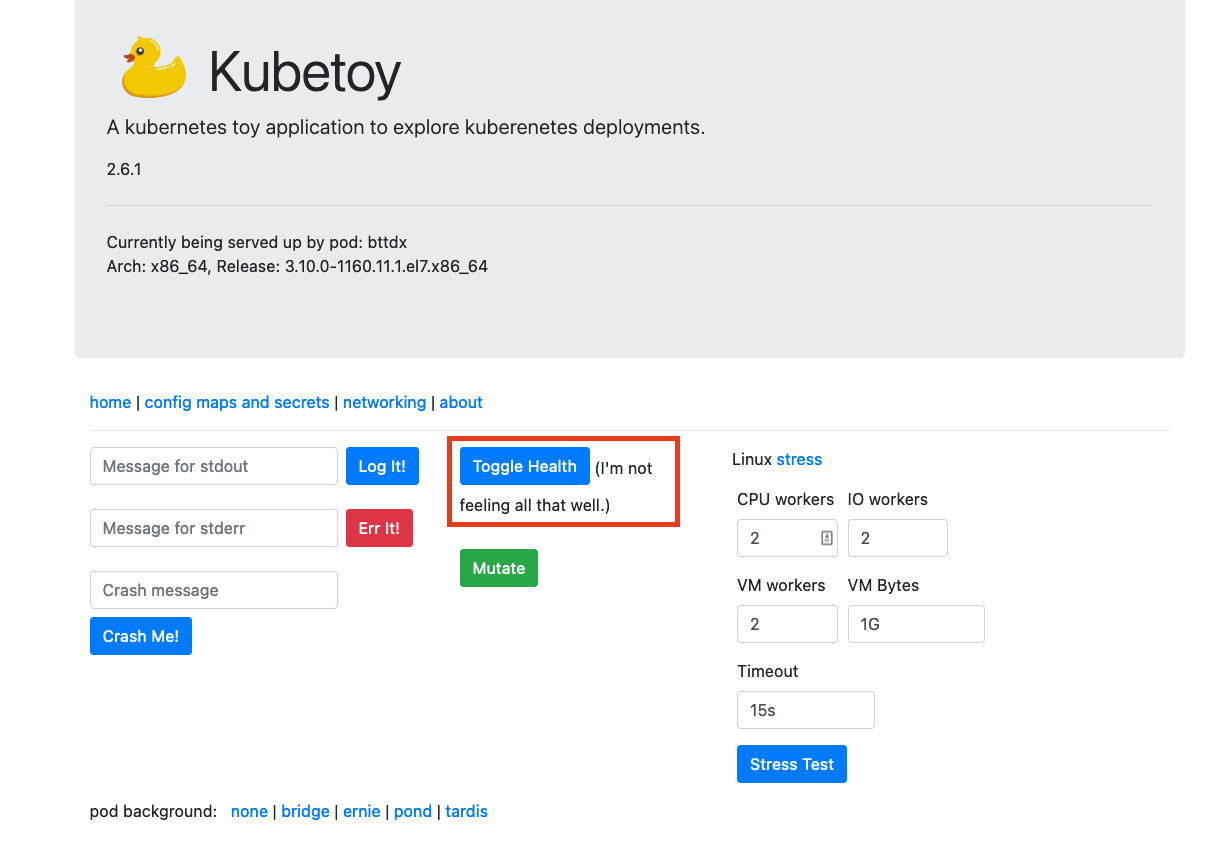 Kubetoy
A kubernetes toy application to explore kuberenetes deployments.
2.6.1
Currently being served up by pod: bttdx
Arch: x86_64, Release: 3.10.0-1160.11.1.el7.x86_64
home | config maps and secrets | networking | about
Message for stdout
Log It!
Message for stderr
Err It!
Crash message
Crash Me!
Toggle Health (I'm not
feeling all that well.)
Mutate
Linux stress
CPU workers IO workers
2 2
VM workers VM Bytes
2 1G
Timeout
15s
Stress Test
pod background: none | bridge | ernie | pond | tardis